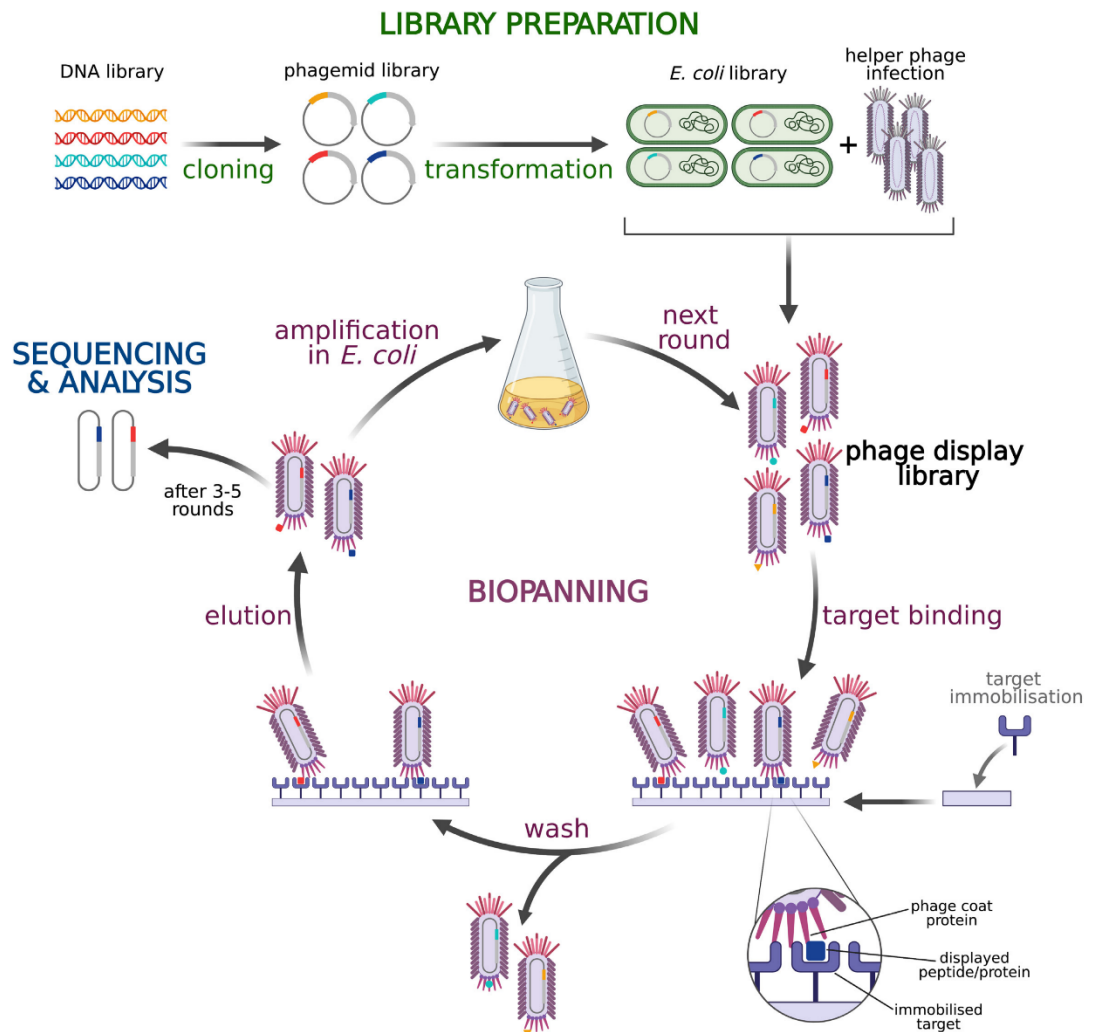 LIBRARY PREPARATION
DNA library
phagemid library
E. coli library
helper phage
infection
cloning
transformation
+
amplification
in E. coli
next
round
SEQUENCING
& ANALYSIS
after 3-5
rounds
phage display
library
BIOPANNING
elution
target binding
target
immobilisation
wash
phage coat
protein
displayed
peptide/protein
immobilised
target